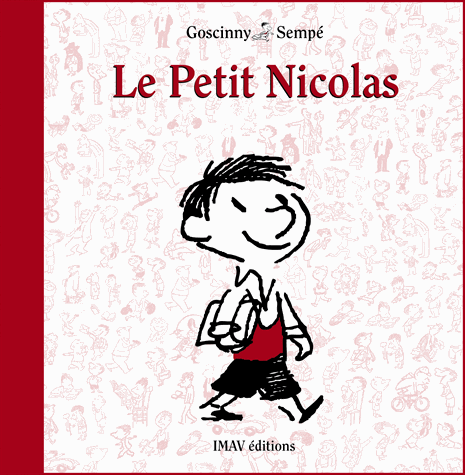 Goscinny Sempé
Le Petit Nicolas
IMAV éditions